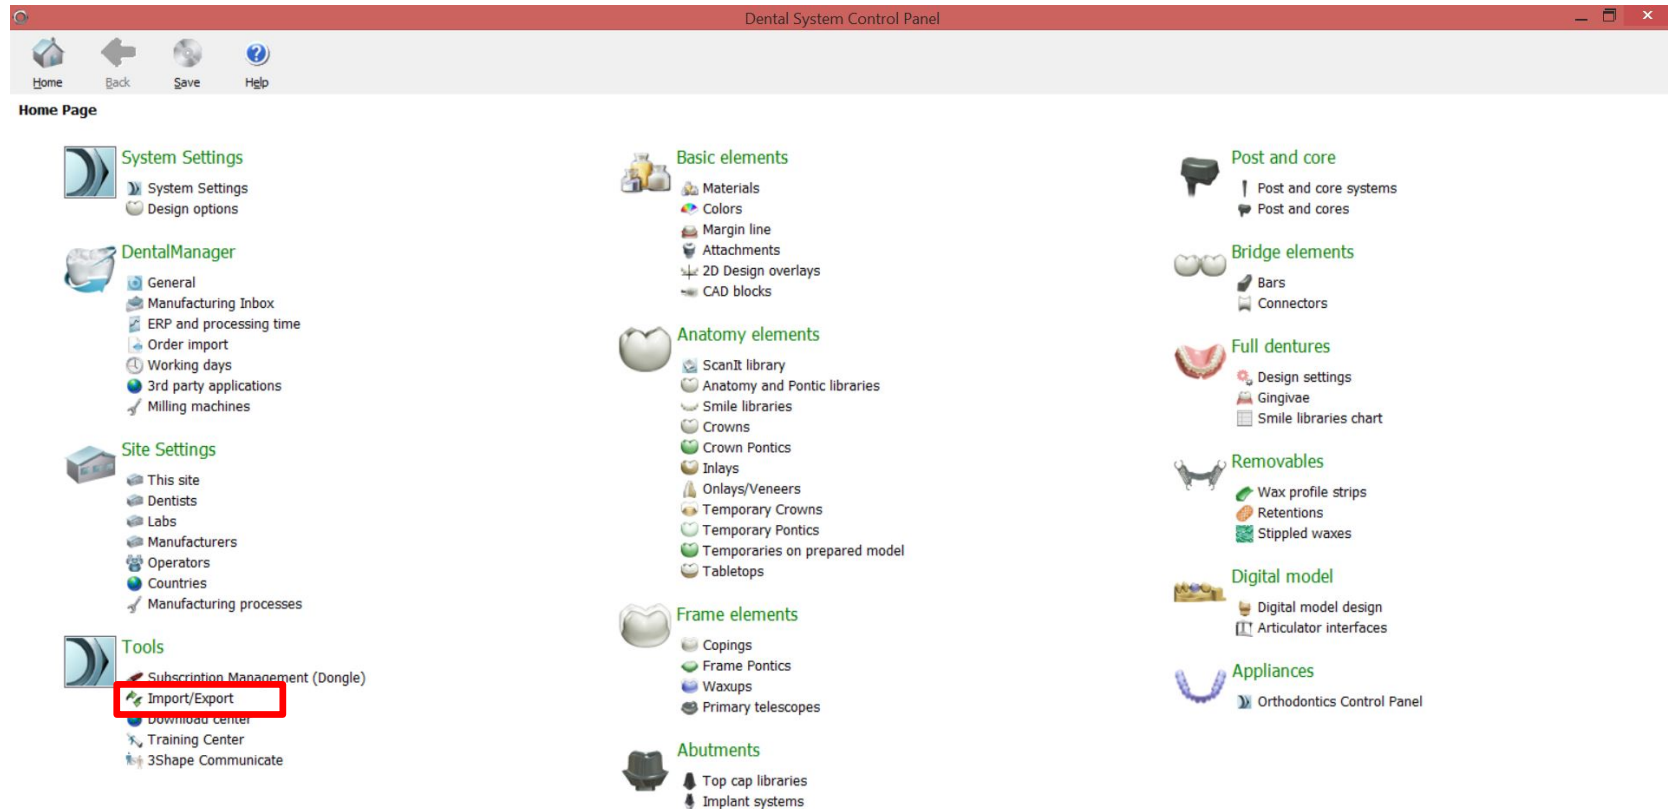 Dental System Control Panel
Home
Back
Save
Help
Home Page
System Settings
System Settings
Design options
DentalManager
General
Manufacturing Inbox
ERP and processing time
Order import
Working days
3rd party applications
Milling machines
Site Settings
This site
Dentists
Labs
Manufacturers
Operators
Countries
Manufacturing processes
Tools
Subscription Management (Dongle)
Import/Export
Download center
Training Center
3Shape Communicate
Basic elements
Materials
Colors
Margin line
Attachments
2D Design overlays
CAD blocks
Anatomy elements
ScanIt library
Anatomy and Pontic libraries
Smile libraries
Crowns
Crown Pontics
Inlays
Onlays/Veneers
Temporary Crowns
Temporary Pontics
Temporaries on prepared model
Tabletops
Frame elements
Copings
Frame Pontics
Waxups
Primary telescopes
Abutments
Top cap libraries
Implant systems
Post and core
Post and core systems
Post and cores
Bridge elements
Bars
Connectors
Full dentures
Design settings
Gingivae
Smile libraries chart
Removables
Wax profile strips
Retentions
Stippled waxes
Digital model
Digital model design
Articulator interfaces
Appliances
Orthodontics Control Panel